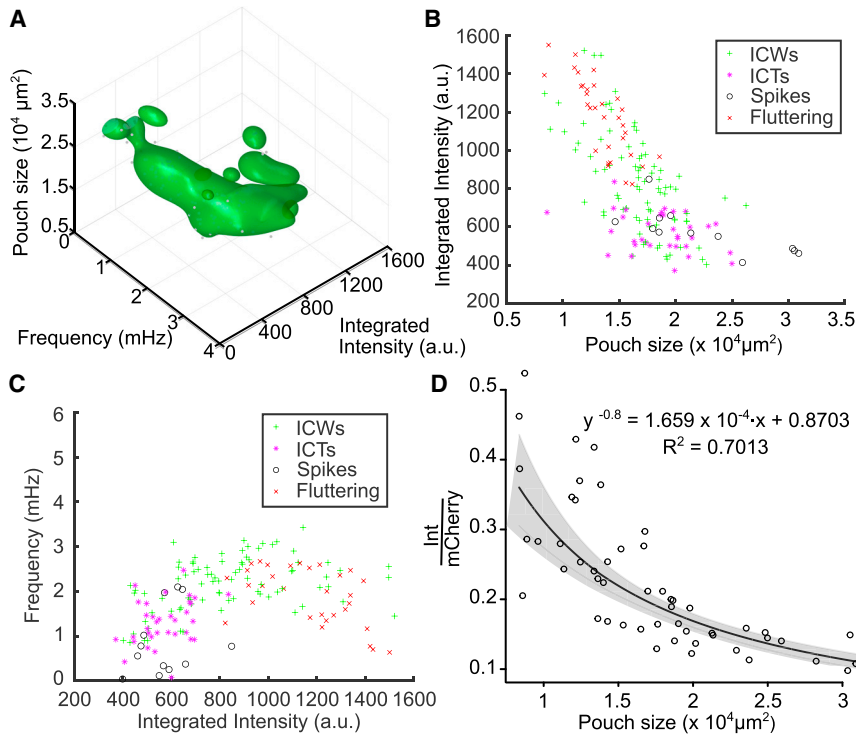 A
Pouch size (10⁴ µm²)
3.5
2.5
1.5
0.5
0
1
2
3
4
Frequency (mHz)
0
400
800
1200
1600
Integrated
Intensity (a.u.)
B
Integrated Intensity (a.u.)
1600
1400
1200
1000
800
600
400
200
0.5
1
1.5
2
2.5
3
3.5
Pouch size (x 10⁴µm²)
ICWs
ICTs
Spikes
Fluttering
C
Frequency (mHz)
6
5
4
3
2
1
0
200 400 600 800 1000 1200 1400 1600
Integrated Intensity (a.u.)
ICWs
ICTs
Spikes
Fluttering
D
Int
mCherry
0.5
0.4
0.3
0.2
0.1
1
1.5
2
2.5
3
Pouch size (x 10⁴µm²)
y ⁻⁰·⁸ = 1.659 x 10⁻⁴·x + 0.8703
R² = 0.7013